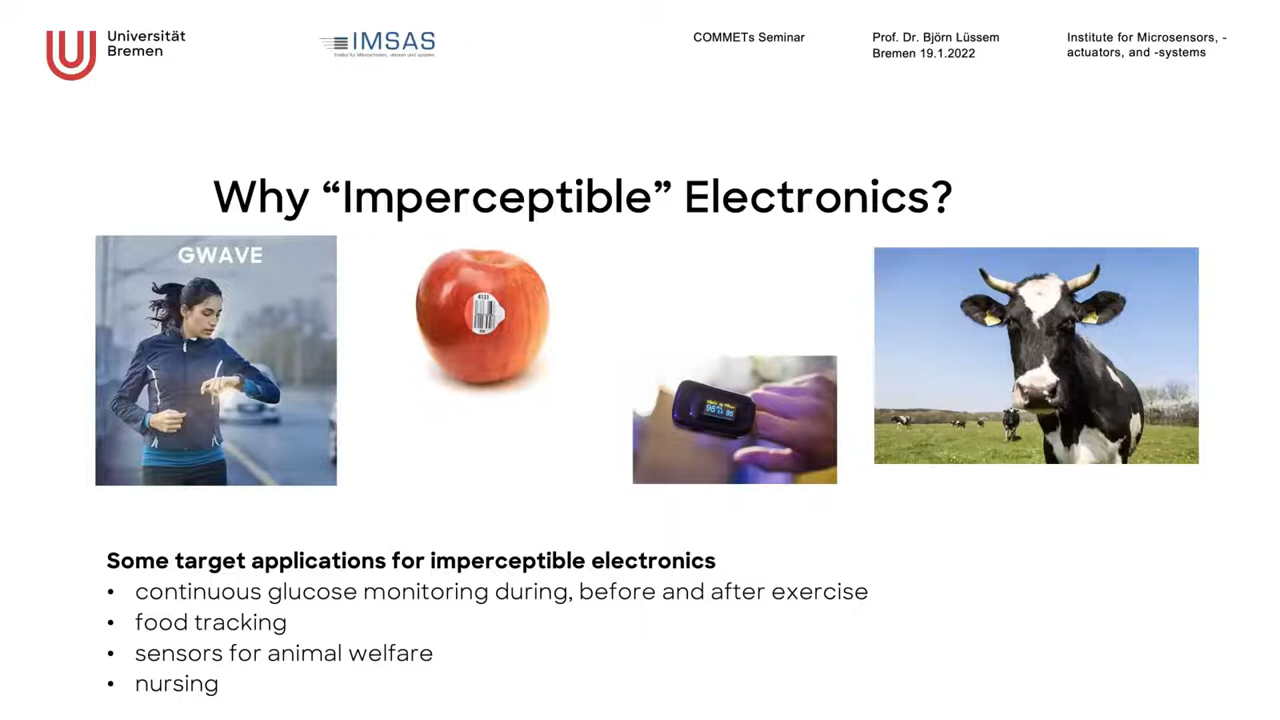 Universität
Bremen
IMSAS
COMMETs Seminar
Prof. Dr. Björn Lüssem
Bremen 19.1.2022
Institute for Microsensors, -
actuators, and -systems
Why “Imperceptible” Electronics?
GWAVE
Some target applications for imperceptible electronics
• continuous glucose monitoring during, before and after exercise
• food tracking
• sensors for animal welfare
• nursing